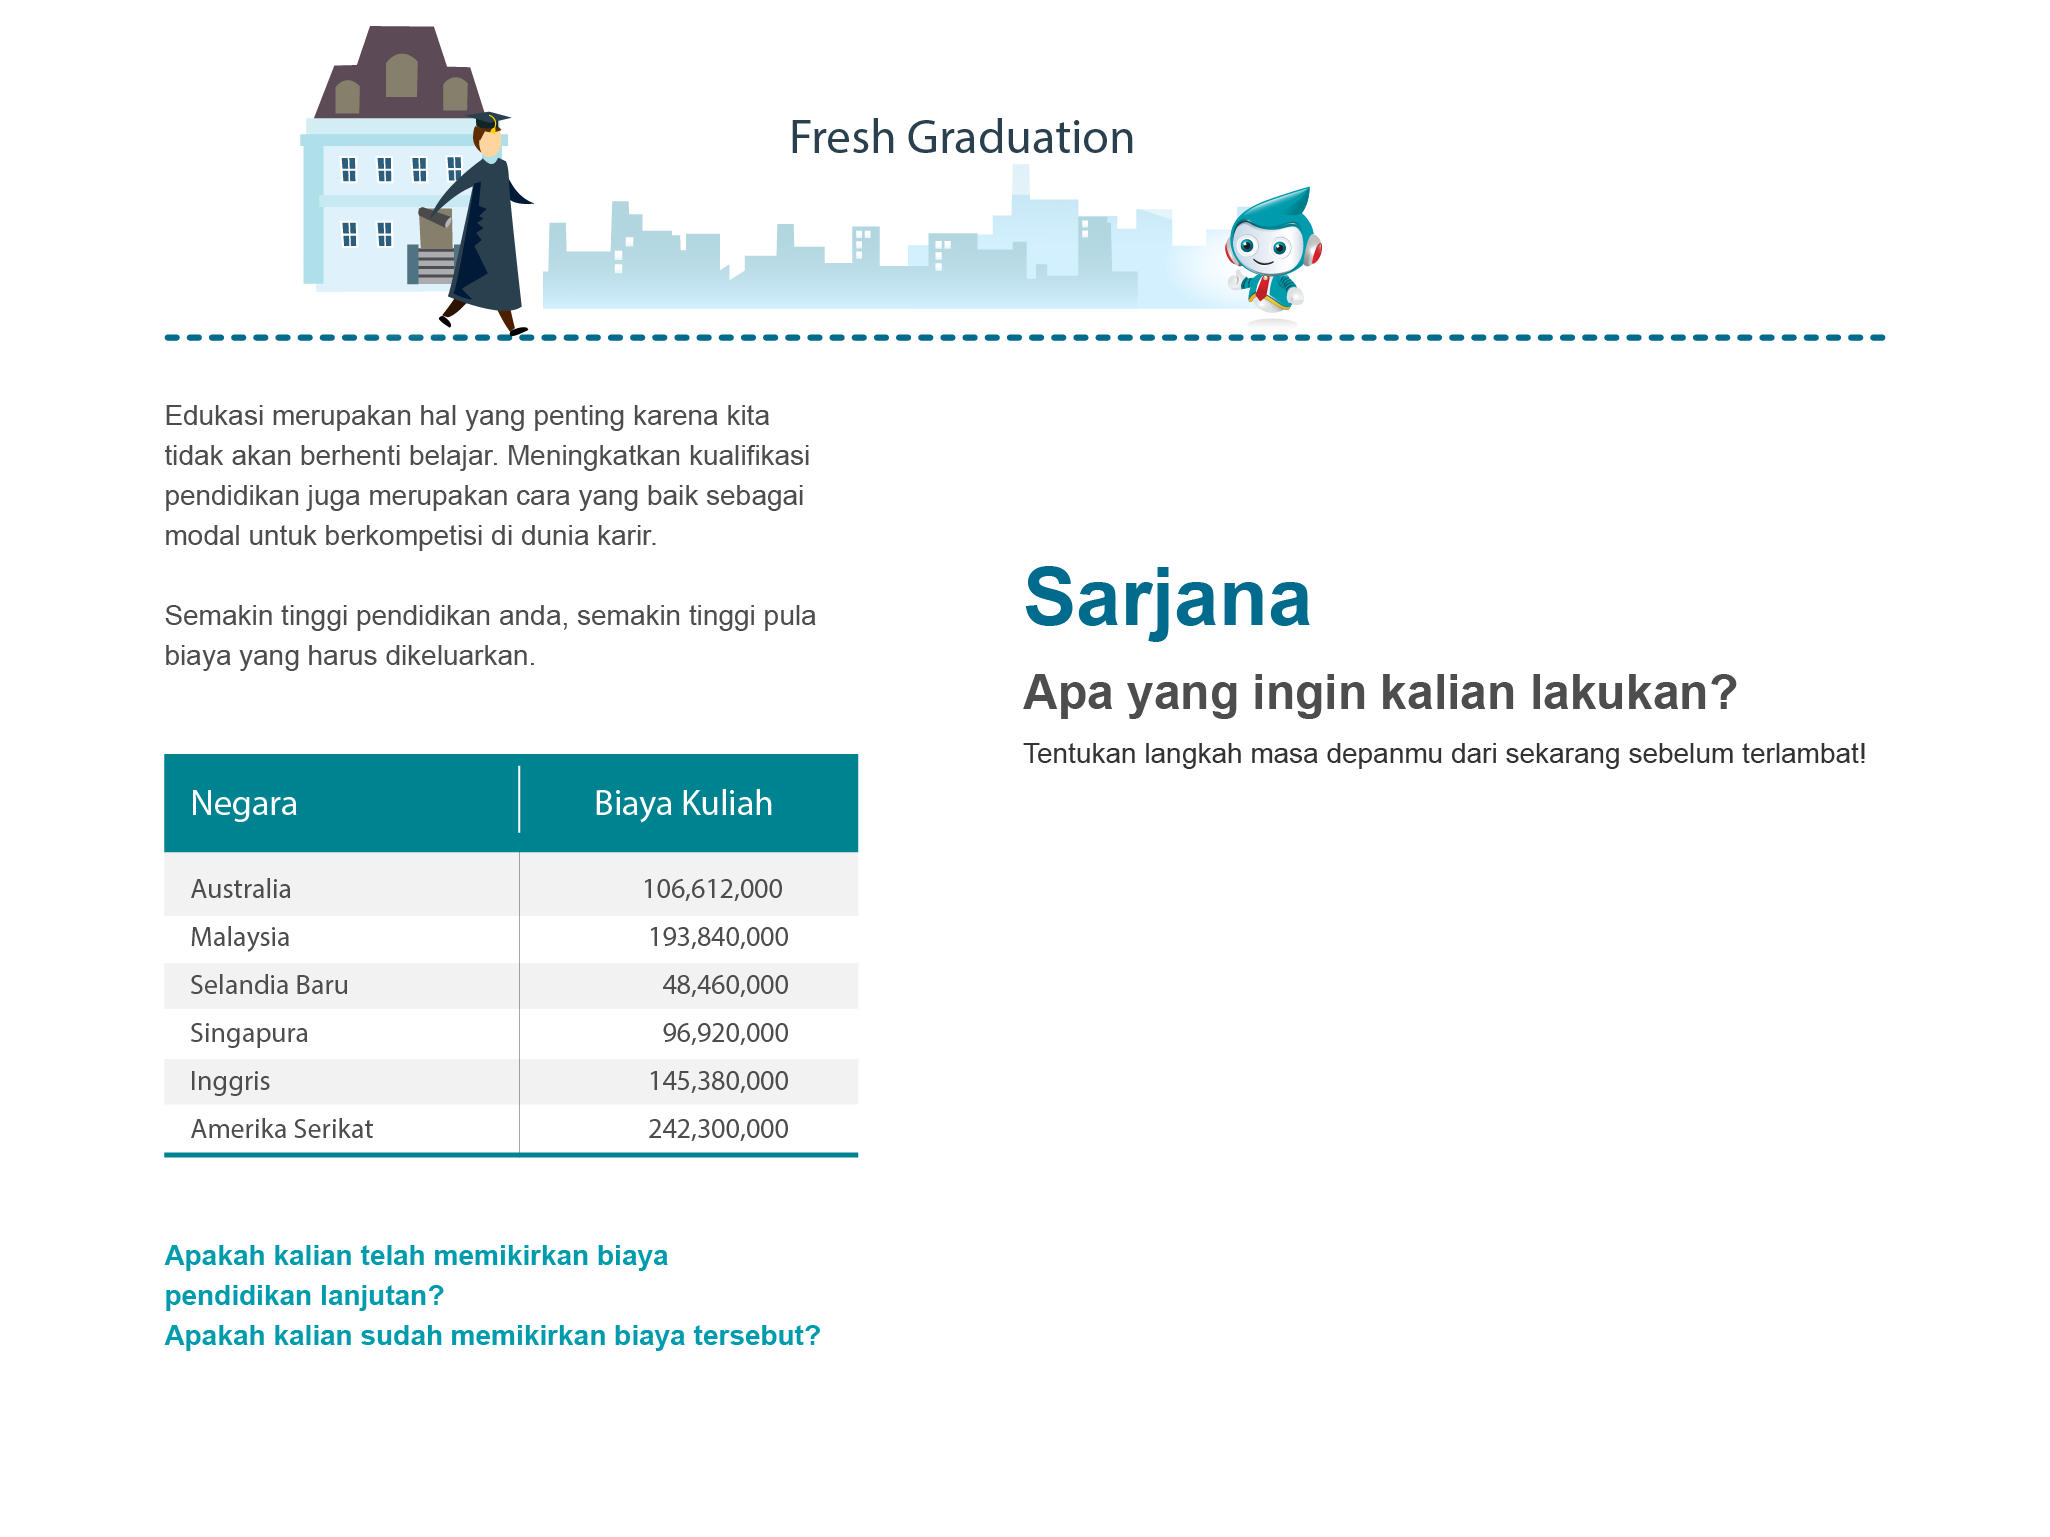 Fresh Graduation
Edukasi merupakan hal yang penting karena kita
tidak akan berhenti belajar. Meningkatkan kualifikasi
pendidikan juga merupakan cara yang baik sebagai
modal untuk berkompetisi di dunia karir.
Semakin tinggi pendidikan anda, semakin tinggi pula
biaya yang harus dikeluarkan.
Negara Biaya Kuliah
Australia 106,612,000
Malaysia 193,840,000
Selandia Baru 48,460,000
Singapura 96,920,000
Inggris 145,380,000
Amerika Serikat 242,300,000
Apakah kalian telah memikirkan biaya
pendidikan lanjutan?
Apakah kalian sudah memikirkan biaya tersebut?
Sarjana
Apa yang ingin kalian lakukan?
Tentukan langkah masa depanmu dari sekarang sebelum terlambat!